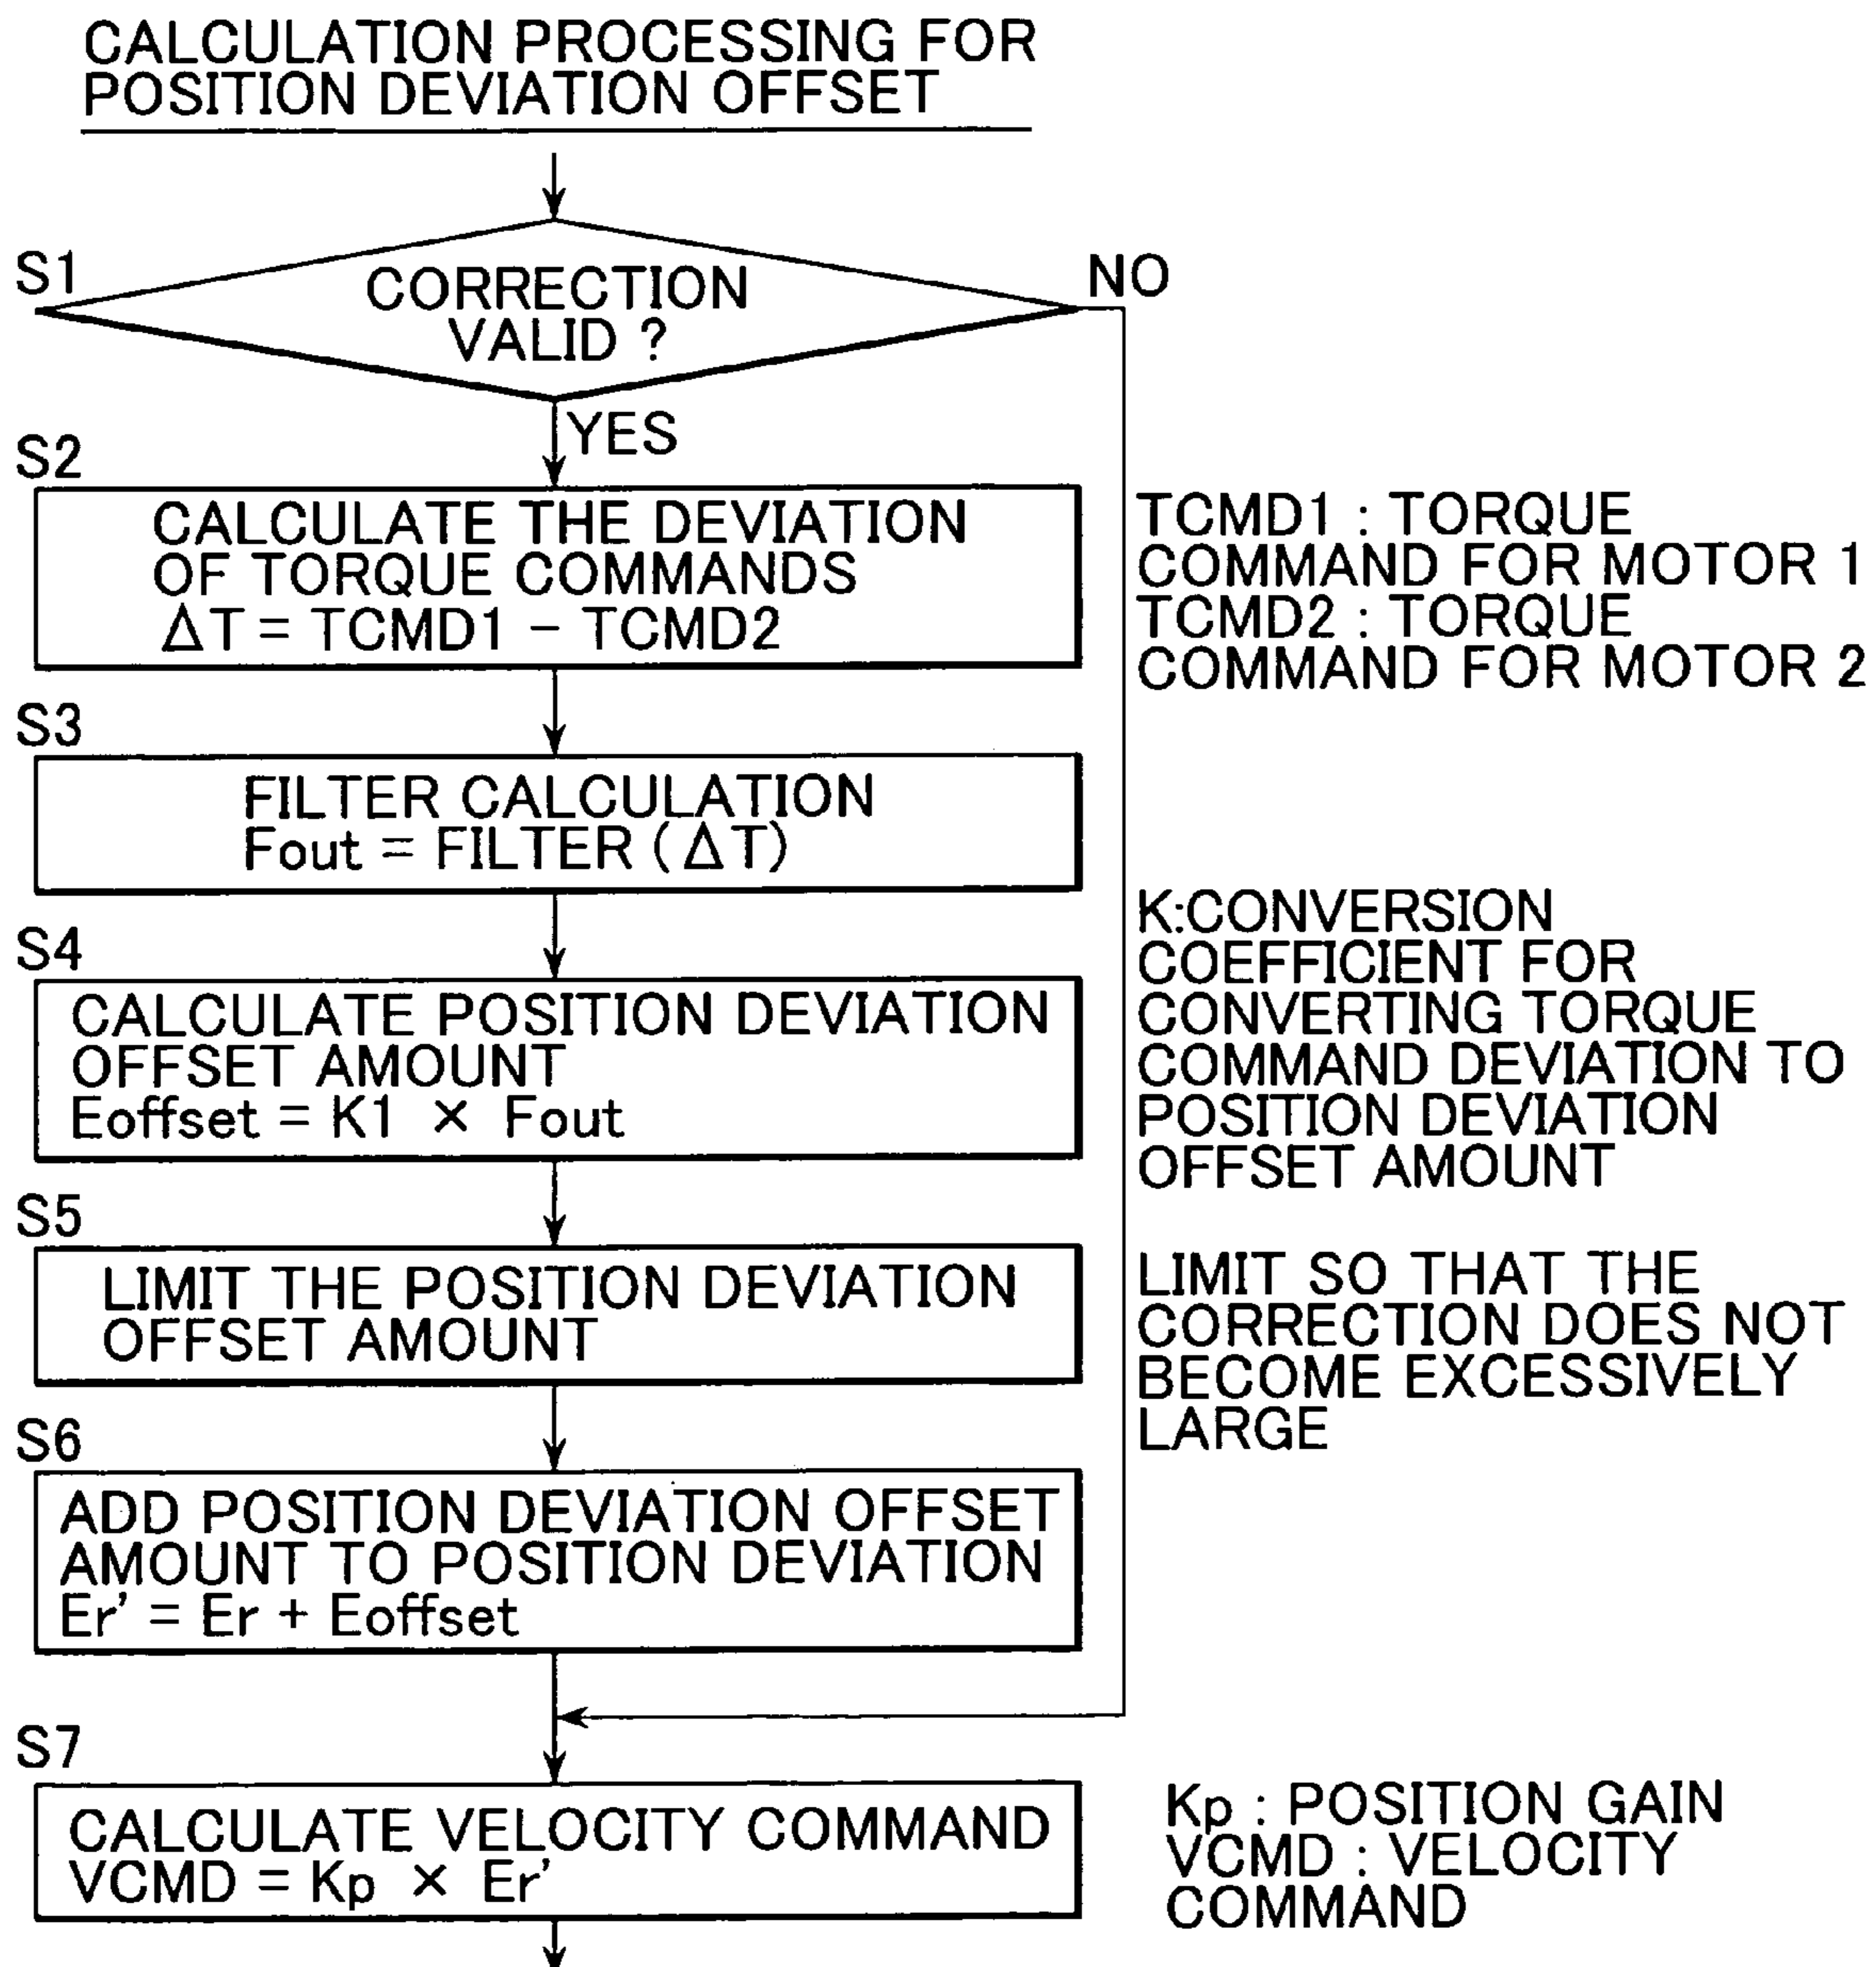 CALCULATION PROCESSING FOR
POSITION DEVIATION OFFSET
S1
CORRECTION
VALID ?
NO
YES
S2
CALCULATE THE DEVIATION
OF TORQUE COMMANDS
ΔT = TCMD1 − TCMD2
TCMD1 : TORQUE
COMMAND FOR MOTOR 1
TCMD2 : TORQUE
COMMAND FOR MOTOR 2
S3
FILTER CALCULATION
Fout = FILTER (ΔT)
S4
CALCULATE POSITION DEVIATION
OFFSET AMOUNT
Eoffset = K1 × Fout
K:CONVERSION
COEFFICIENT FOR
CONVERTING TORQUE
COMMAND DEVIATION TO
POSITION DEVIATION
OFFSET AMOUNT
S5
LIMIT THE POSITION DEVIATION
OFFSET AMOUNT
LIMIT SO THAT THE
CORRECTION DOES NOT
BECOME EXCESSIVELY
LARGE
S6
ADD POSITION DEVIATION OFFSET
AMOUNT TO POSITION DEVIATION
Er' = Er + Eoffset
S7
CALCULATE VELOCITY COMMAND
VCMD = Kp × Er'
Kp : POSITION GAIN
VCMD : VELOCITY
COMMAND